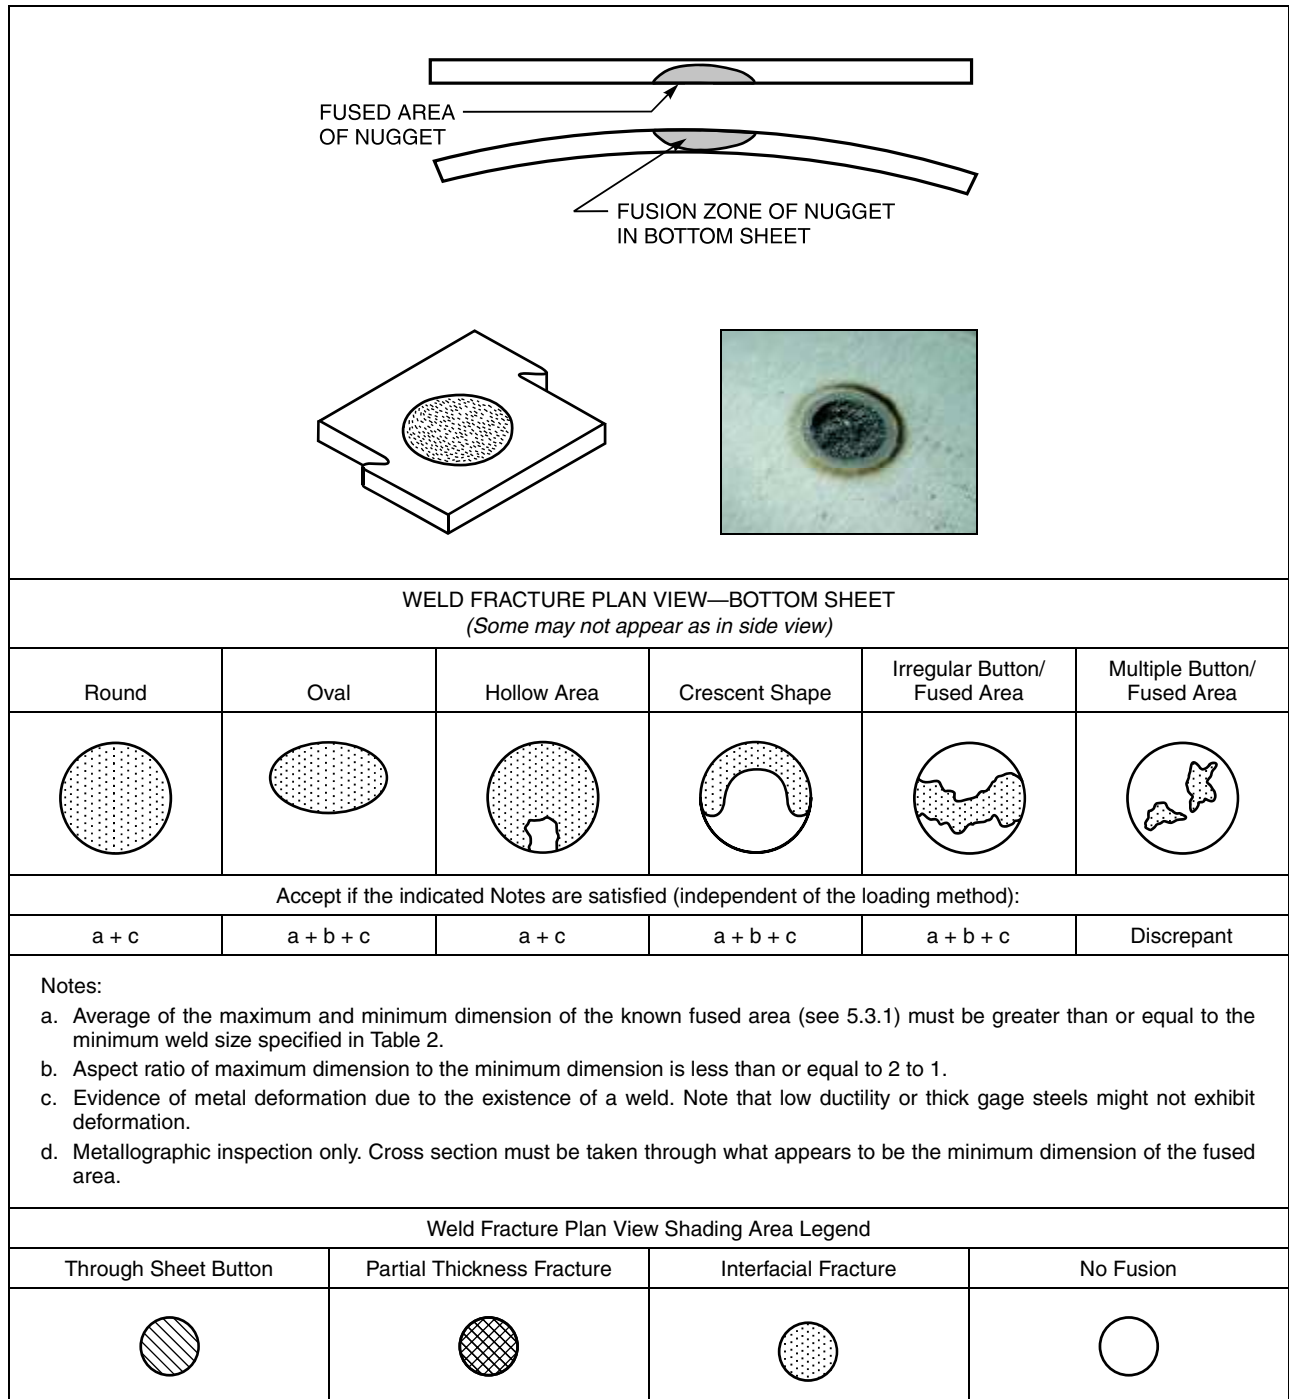 FUSED AREA
OF NUGGET
FUSION ZONE OF NUGGET
IN BOTTOM SHEET
WELD FRACTURE PLAN VIEW—BOTTOM SHEET
(Some may not appear as in side view)
Round
Oval
Hollow Area
Crescent Shape
Irregular Button/
Fused Area
Multiple Button/
Fused Area
Accept if the indicated Notes are satisfied (independent of the loading method):
a + c
a + b + c
a + c
a + b + c
a + b + c
Discrepant
Notes:
a. Average of the maximum and minimum dimension of the known fused area (see 5.3.1) must be greater than or equal to the
minimum weld size specified in Table 2.
b. Aspect ratio of maximum dimension to the minimum dimension is less than or equal to 2 to 1.
c. Evidence of metal deformation due to the existence of a weld. Note that low ductility or thick gage steels might not exhibit
deformation.
d. Metallographic inspection only. Cross section must be taken through what appears to be the minimum dimension of the fused
area.
Weld Fracture Plan View Shading Area Legend
Through Sheet Button
Partial Thickness Fracture
Interfacial Fracture
No Fusion